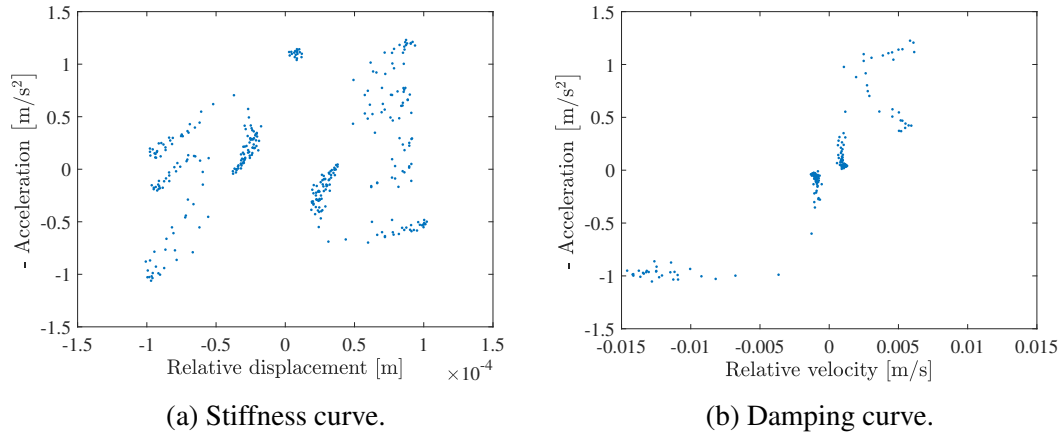 1.5
1
0.5
0
-0.5
-1
-1.5
- Acceleration [m/s²]
-1.5 -1 -0.5 0 0.5 1 1.5
Relative displacement [m] ×10⁻⁴
(a) Stiffness curve.
1.5
1
0.5
0
-0.5
-1
-1.5
- Acceleration [m/s²]
-0.015 -0.01 -0.005 0 0.005 0.01 0.015
Relative velocity [m/s]
(b) Damping curve.